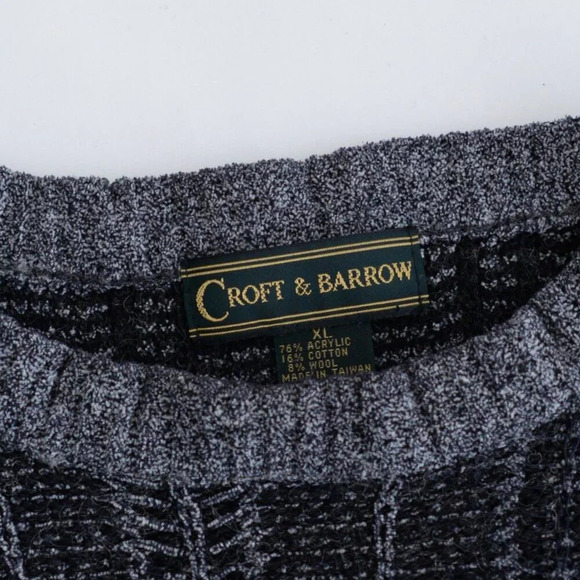 CROFT & BARROW
XL
76% ACRYLIC
16% COTTON
8% WOOL
MADE IN TAIWAN